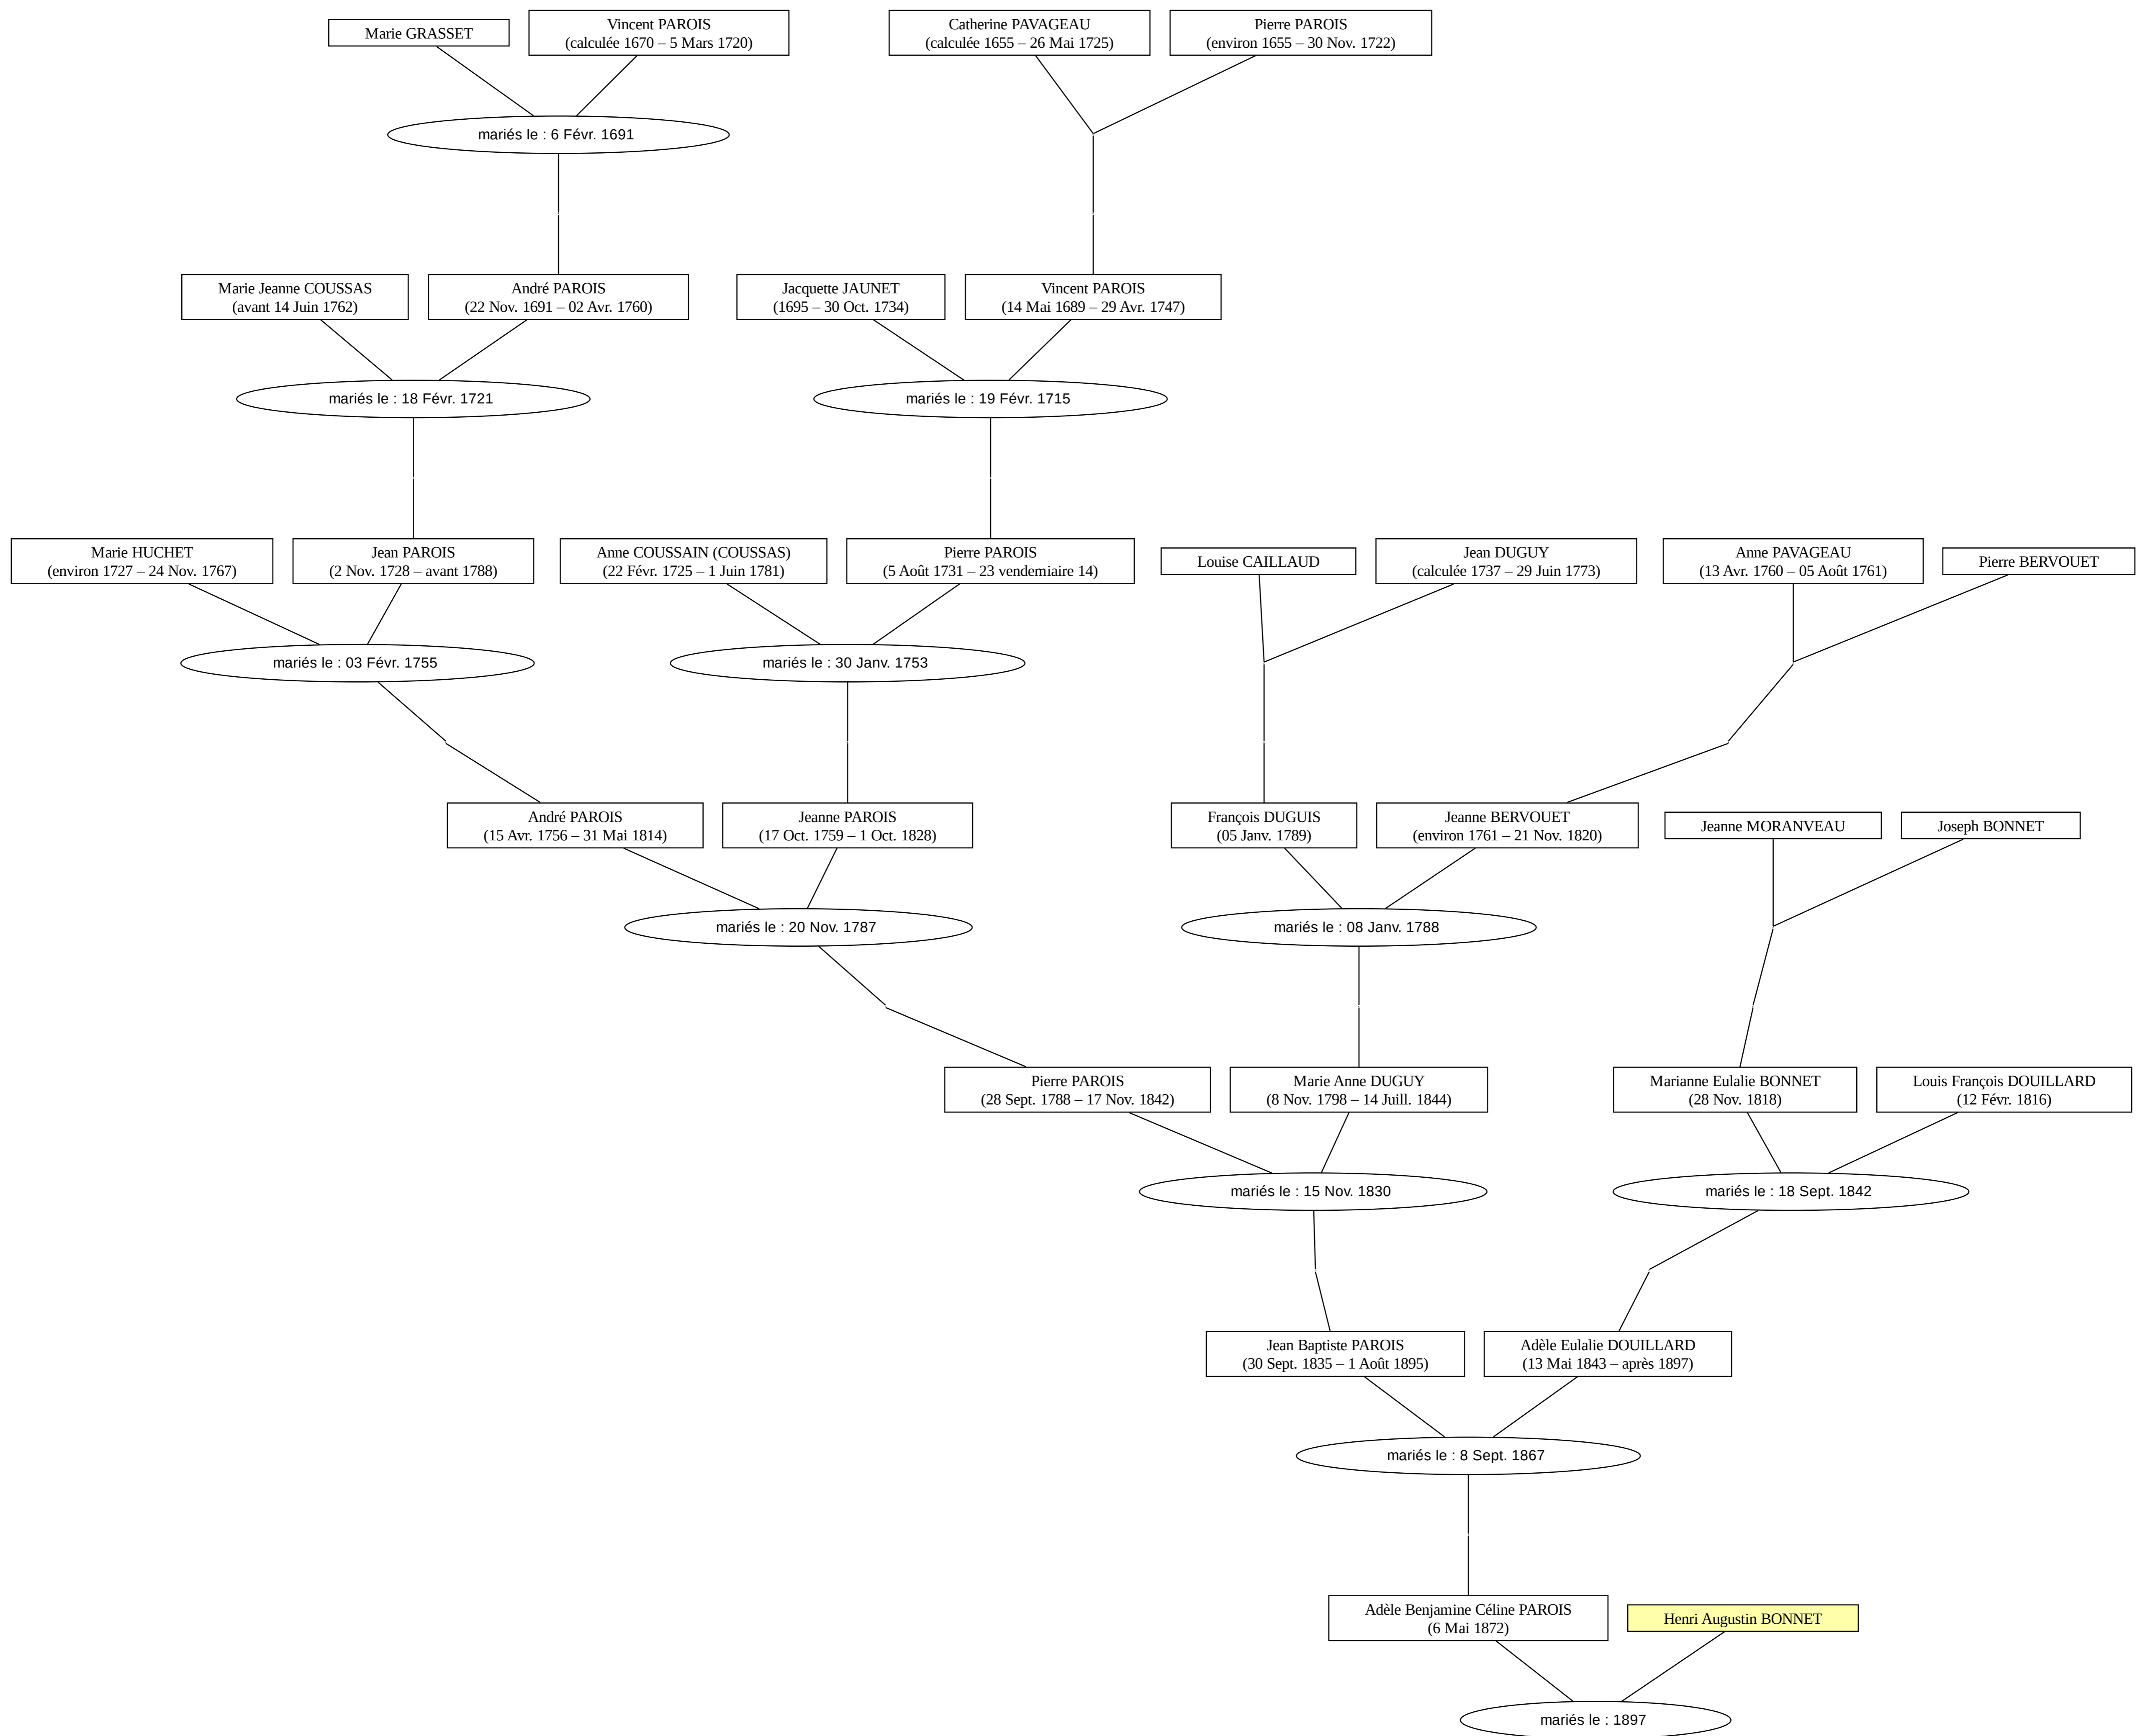 Marie GRASSET
Vincent PAROIS
(calculée 1670 – 5 Mars 1720)
Catherine PAVAGEAU
(calculée 1655 – 26 Mai 1725)
Pierre PAROIS
(environ 1655 – 30 Nov. 1722)
mariés le : 6 Févr. 1691
Marie Jeanne COUSSAS
(avant 14 Juin 1762)
André PAROIS
(22 Nov. 1691 – 02 Avr. 1760)
Jacquette JAUNET
(1695 – 30 Oct. 1734)
Vincent PAROIS
(14 Mai 1689 – 29 Avr. 1747)
mariés le : 18 Févr. 1721
mariés le : 19 Févr. 1715
Marie HUCHET
(environ 1727 – 24 Nov. 1767)
Jean PAROIS
(2 Nov. 1728 – avant 1788)
Anne COUSSAIN (COUSSAS)
(22 Févr. 1725 – 1 Juin 1781)
Pierre PAROIS
(5 Août 1731 – 23 vendemiaire 14)
Louise CAILLAUD
Jean DUGUY
(calculée 1737 – 29 Juin 1773)
Anne PAVAGEAU
(13 Avr. 1760 – 05 Août 1761)
Pierre BERVOUET
mariés le : 03 Févr. 1755
mariés le : 30 Janv. 1753
André PAROIS
(15 Avr. 1756 – 31 Mai 1814)
Jeanne PAROIS
(17 Oct. 1759 – 1 Oct. 1828)
François DUGUIS
(05 Janv. 1789)
Jeanne BERVOUET
(environ 1761 – 21 Nov. 1820)
Jeanne MORANVEAU
Joseph BONNET
mariés le : 20 Nov. 1787
mariés le : 08 Janv. 1788
Pierre PAROIS
(28 Sept. 1788 – 17 Nov. 1842)
Marie Anne DUGUY
(8 Nov. 1798 – 14 Juill. 1844)
Marianne Eulalie BONNET
(28 Nov. 1818)
Louis François DOUILLARD
(12 Févr. 1816)
mariés le : 15 Nov. 1830
mariés le : 18 Sept. 1842
Jean Baptiste PAROIS
(30 Sept. 1835 – 1 Août 1895)
Adèle Eulalie DOUILLARD
(13 Mai 1843 – après 1897)
mariés le : 8 Sept. 1867
Adèle Benjamine Céline PAROIS
(6 Mai 1872)
Henri Augustin BONNET
mariés le : 1897